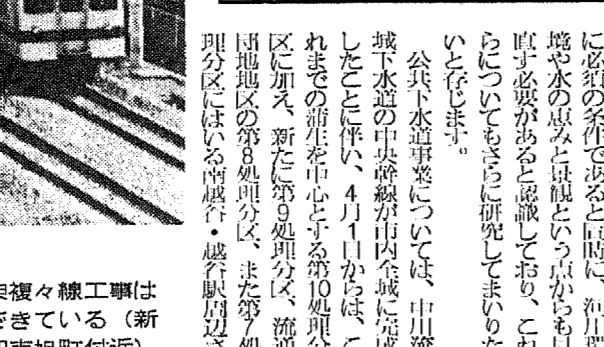 に必須の条件であると同時に、河川環
境や水の恵みと景観という点からも見
直す必要があると認識しており、これ
らについてもさらに研究してまいりた
いと存じます。
公共下水道事業については、中川流
城下水道の中央幹線が市内全域に完成
したことに伴い、4月1日からは、こ
れまでの蒲生を中心とする第10処理分
区に加え、新たに第9処理分区、流通
団地地区の第8処理分区、また第7処
理分区にはいる南越谷・越谷駅周辺さ
複々線工事は
できている（新
旭町付近）